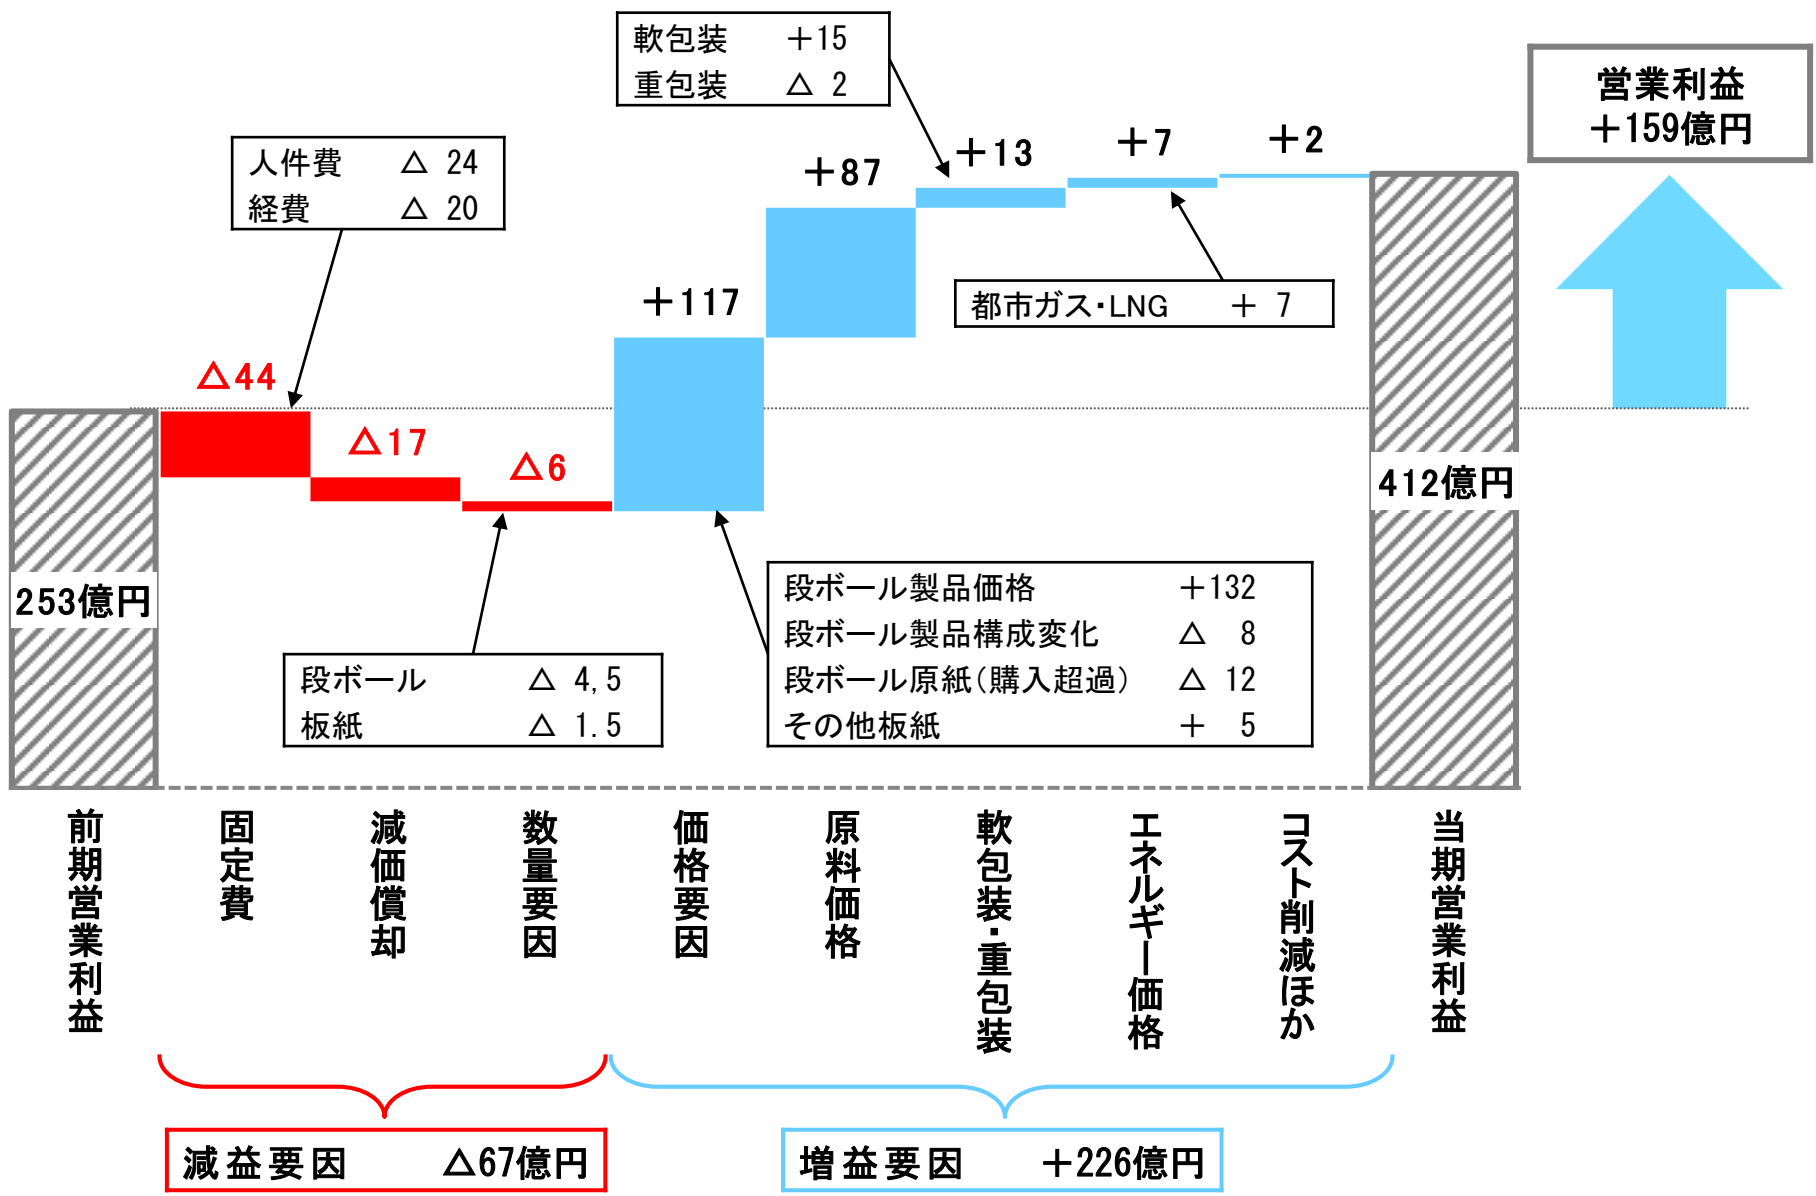 軟包装 ＋15
重包装 △ 2
営業利益
＋159億円
人件費 △ 24
経費 △ 20
＋87
＋13
＋7
＋2
＋117
都市ガス・LNG ＋ 7
△44
△17
△6
253億円
412億円
段ボール △ 4,5
板紙 △ 1.5
段ボール製品価格 ＋132
段ボール製品構成変化 △ 8
段ボール原紙（購入超過） △ 12
その他板紙 ＋ 5
前期営業利益
固定費
減価償却
数量要因
価格要因
原料価格
軟包装・重包装
エネルギー価格
コスト削減ほか
当期営業利益
減益要因 △67億円
増益要因 ＋226億円